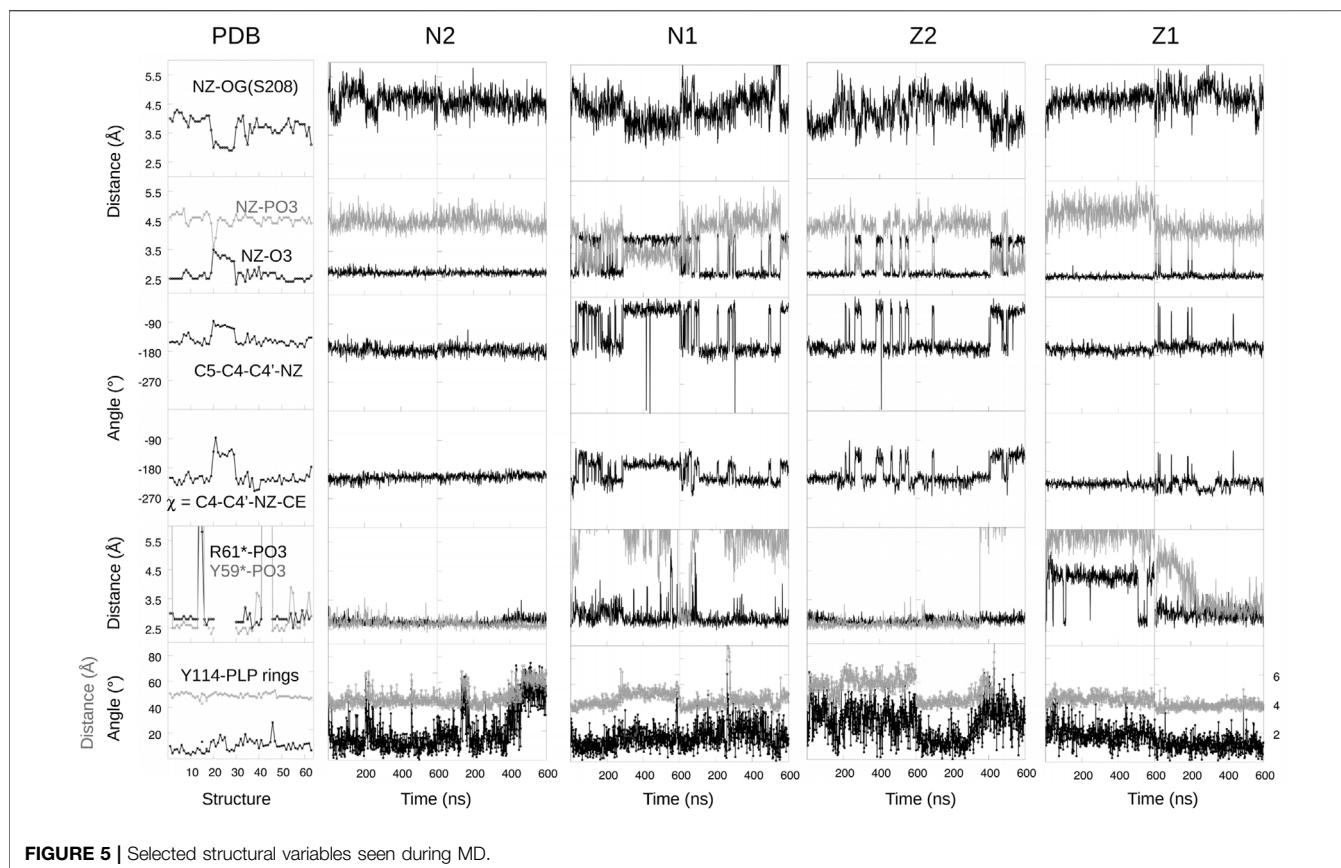 PDB N2 N1 Z2 Z1
NZ-OG(S208)
5.5
4.5
3.5
2.5
Distance (Å)
NZ-PO3
NZ-O3
5.5
4.5
3.5
2.5
-90
-180
-270
C5-C4-C4'-NZ
Angle (°)
-90
-180
-270
χ = C4-C4'-NZ-CE
Distance (Å)
5.5
4.5
3.5
2.5
R61*-PO3
Y59*-PO3
Distance (Å)
Angle (°)
80
60
40
20
Y114-PLP rings
6
4
2
10 20 30 40 50 60
200 400 600 200 400 600
200 400 600 200 400 600
200 400 600 200 400 600
200 400 600 200 400 600
Structure Time (ns) Time (ns) Time (ns) Time (ns)
FIGURE 5 | Selected structural variables seen during MD.